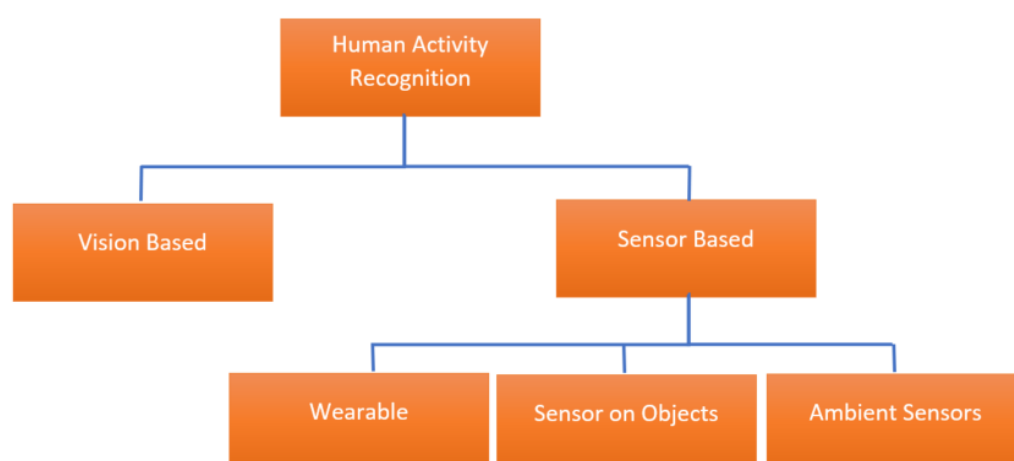 Human Activity
Recognition
Vision Based
Sensor Based
Wearable
Sensor on Objects
Ambient Sensors